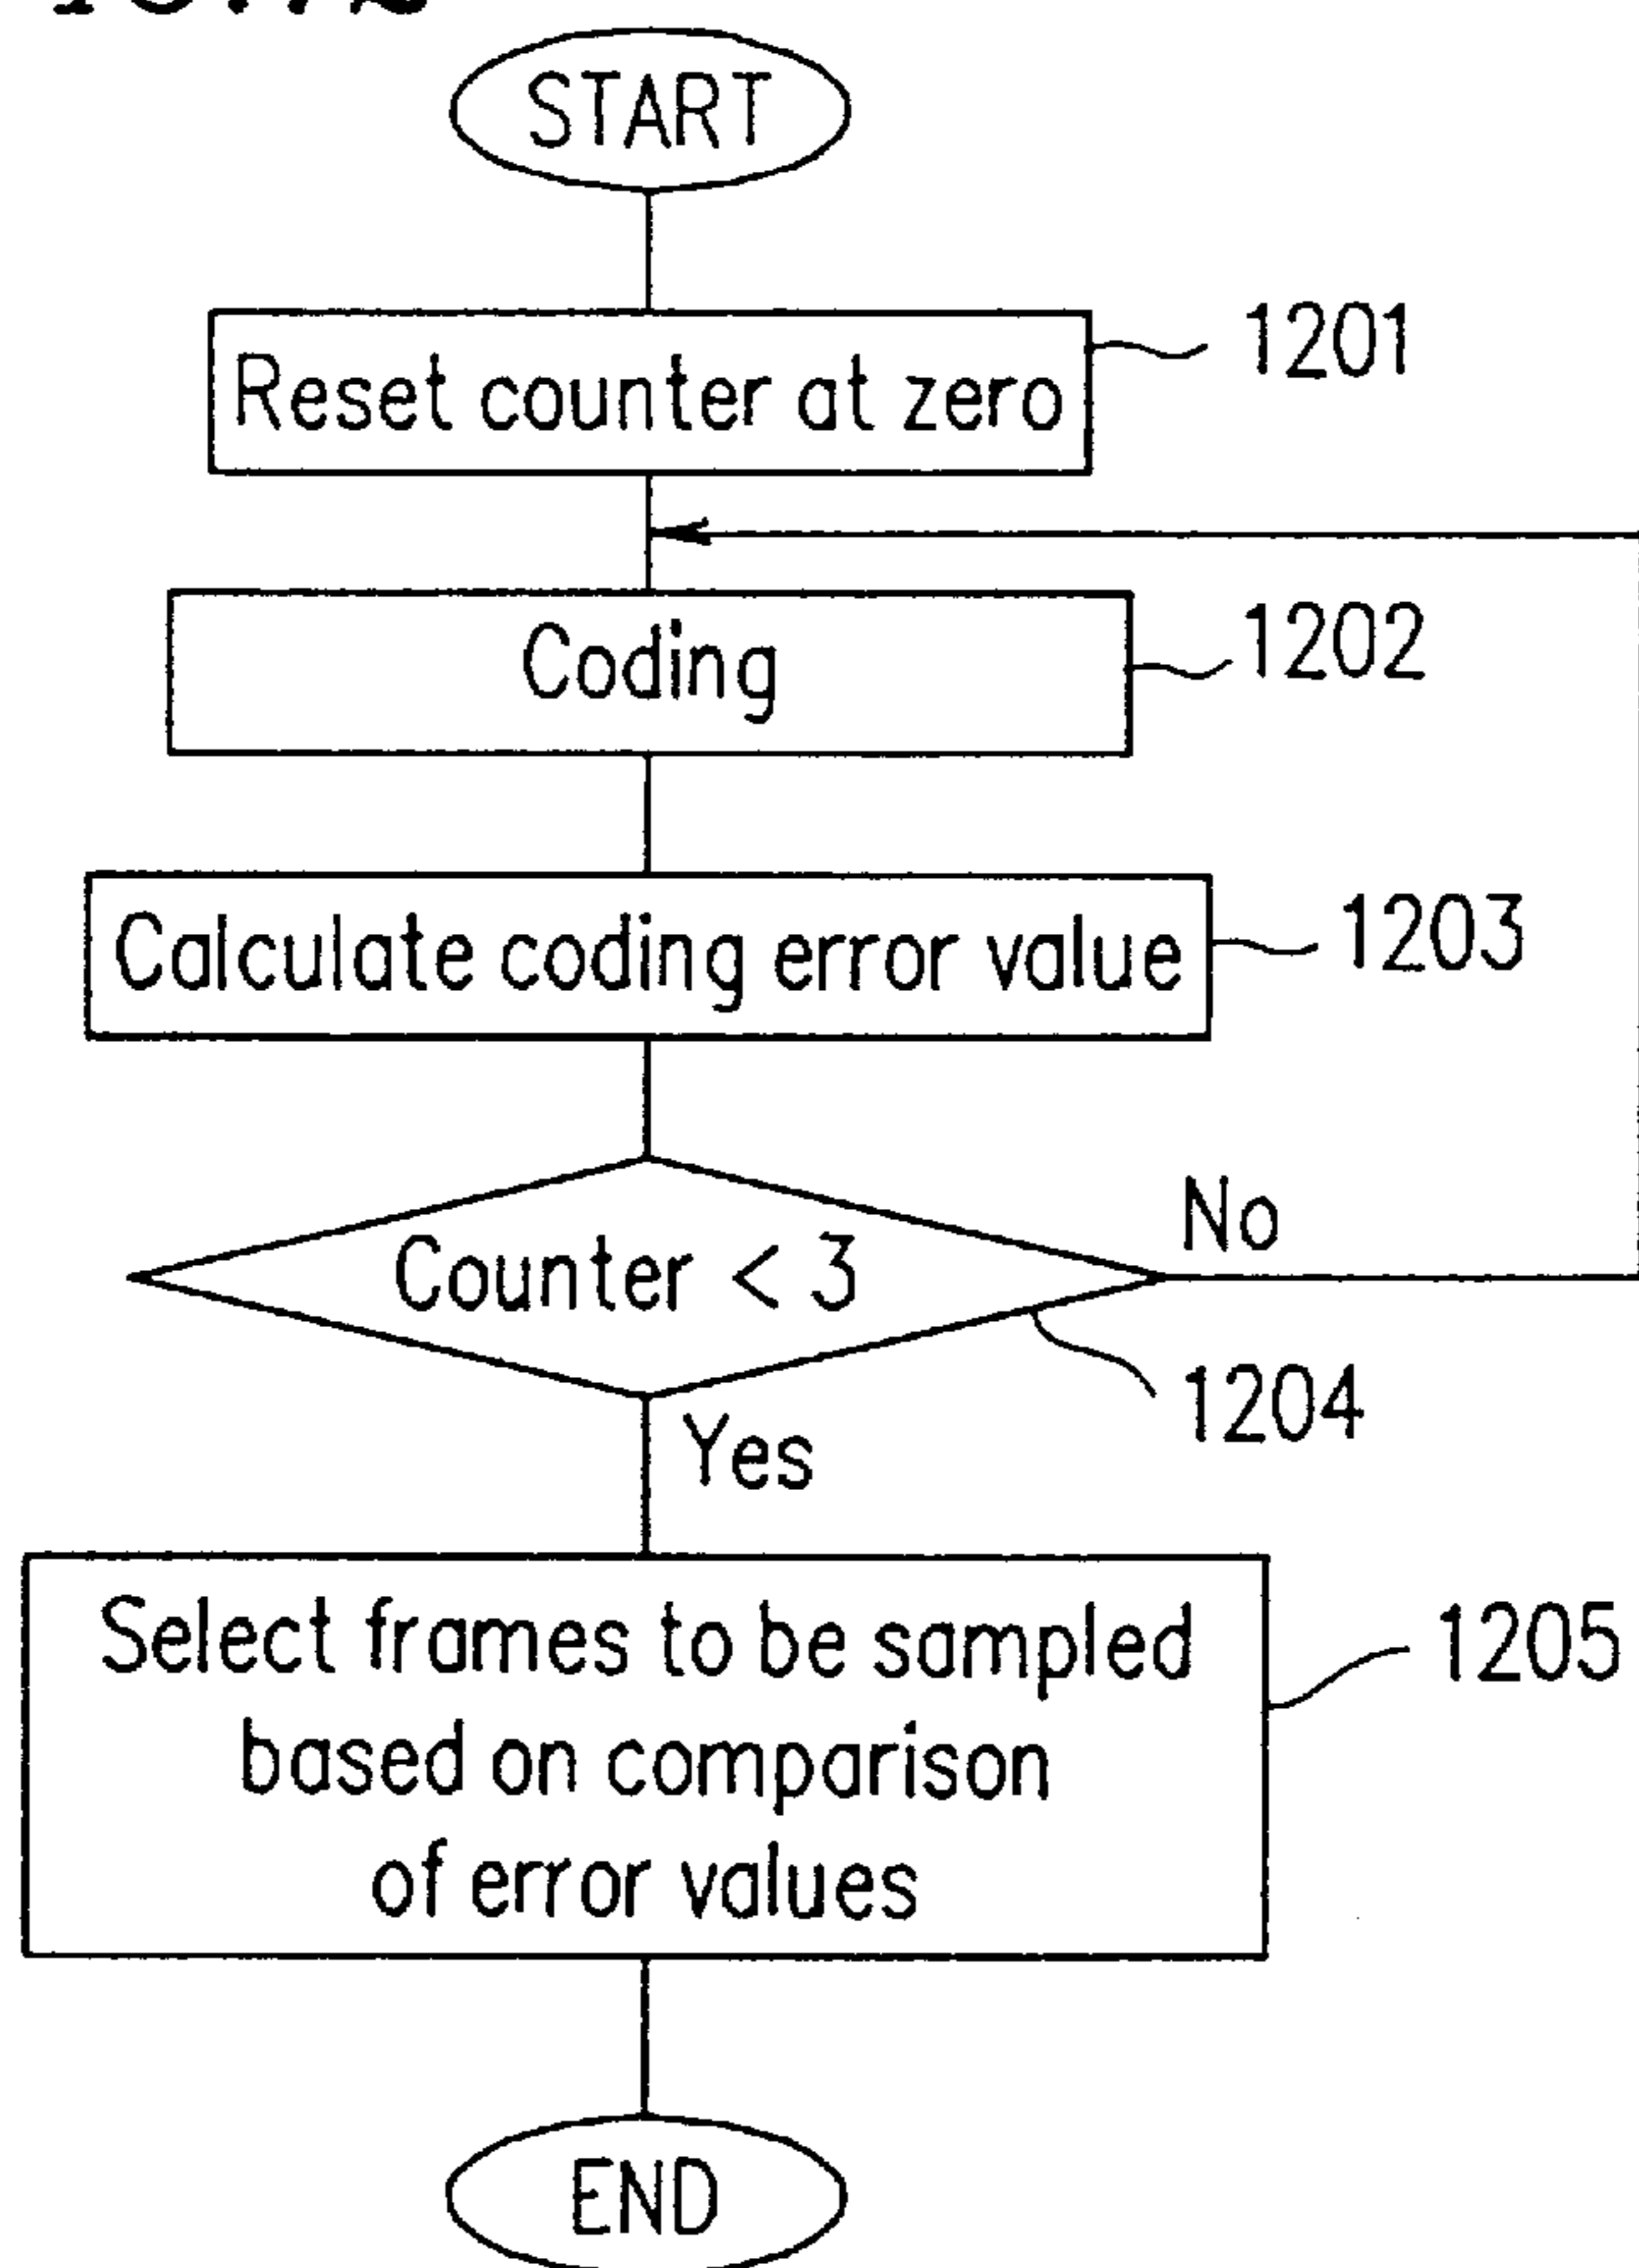 START
Reset counter at zero
1201
Coding
1202
Calculate coding error value
1203
Counter < 3
No
1204
Yes
Select frames to be sampled
based on comparison
of error values
1205
END